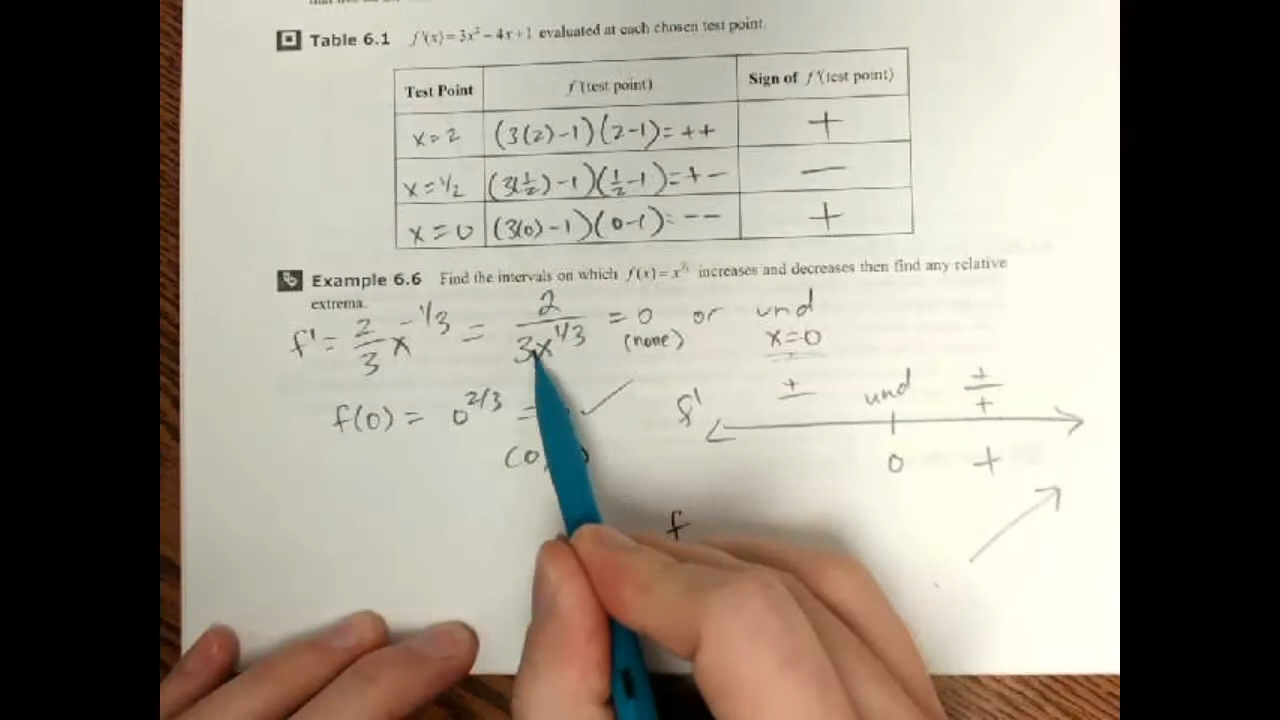 Table 6.1 f'(x)=3x²-4x+1 evaluated at each chosen test point.
Test Point f'(test point) Sign of f'(test point)
x=2 (3(2)-1)(2-1)=++ +
x=1/2 (3(1/2)-1)(1/2-1)=+- -
x=0 (3(0)-1)(0-1)=-- +
Example 6.6 Find the intervals on which f(x)=x^2/3 increases and decreases then find any relative
extrema.
f' = 2/3 x^-1/3 = 2/3x^1/3 = 0 or und
(none) x=0
f(0) = 0^2/3 = ✓
(0,
f' + und +/+
0 +
f